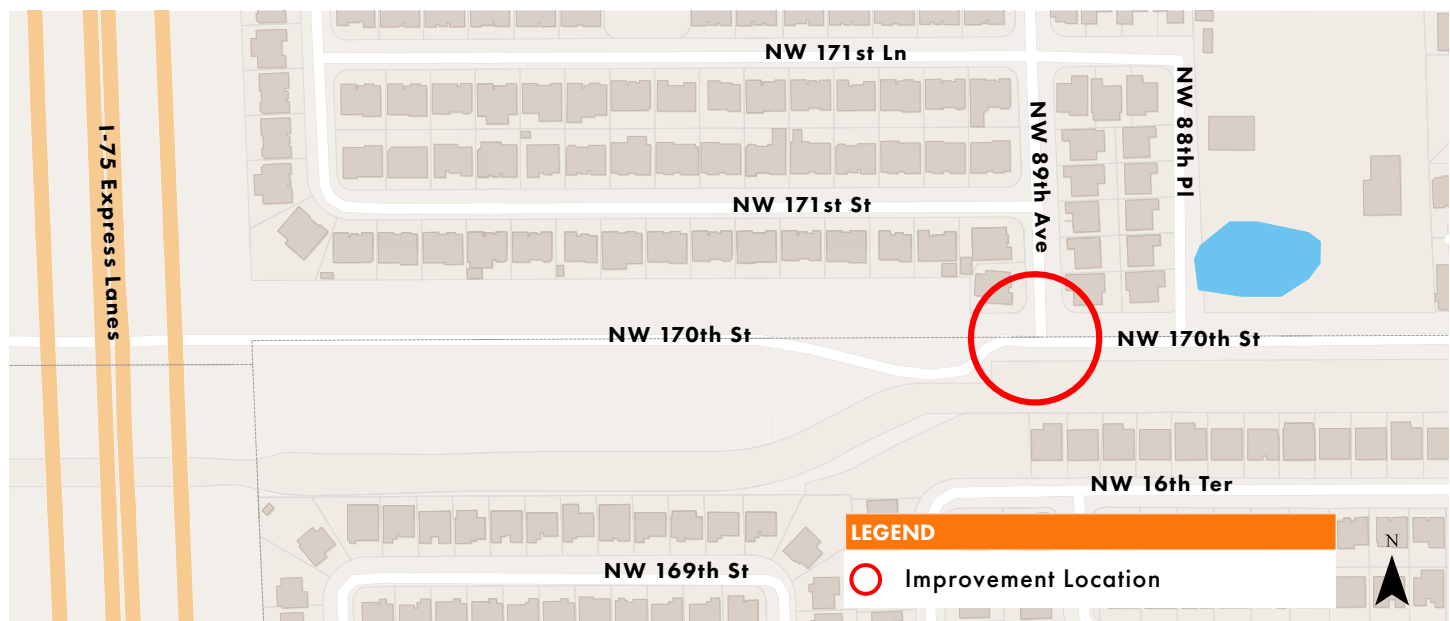 NW 171st Ln
NW 88th Pl
NW 89th Ave
I-75 Express Lanes
NW 171st St
NW 170th St
NW 170th St
NW 16th Ter
LEGEND
Improvement Location
N
NW 169th St